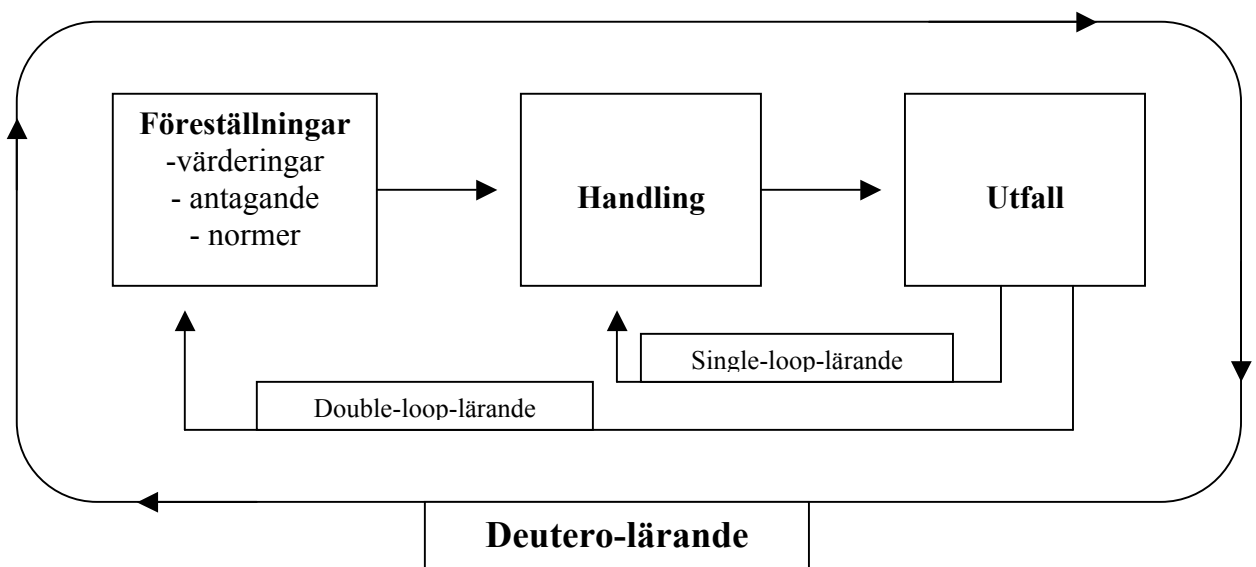 Föreställningar
-värderingar
- antagande
- normer
Handling
Utfall
Single-loop-lärande
Double-loop-lärande
Deutero-lärande